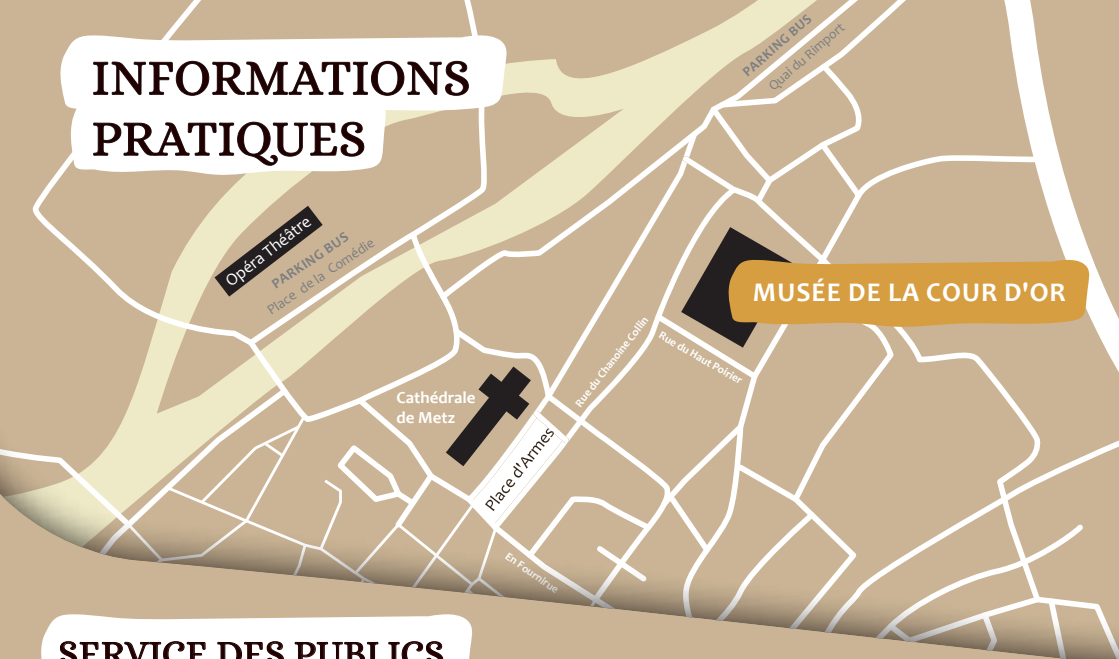 INFORMATIONS
PRATIQUES
PARKING BUS
Quai du Rimport
Opéra Théâtre
PARKING BUS
Place de la Comédie
MUSÉE DE LA COUR D'OR
Rue du Chanoine Collin
Rue du Haut Poirier
Cathédrale
de Metz
Place d'Armes
En Fournirue
SERVICE DES PUBLICS